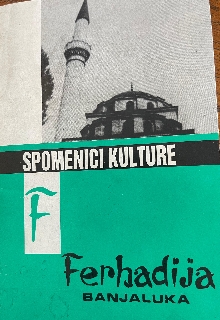 SPOMENICI KULTURE
F
Ferhadija
BANJALUKA